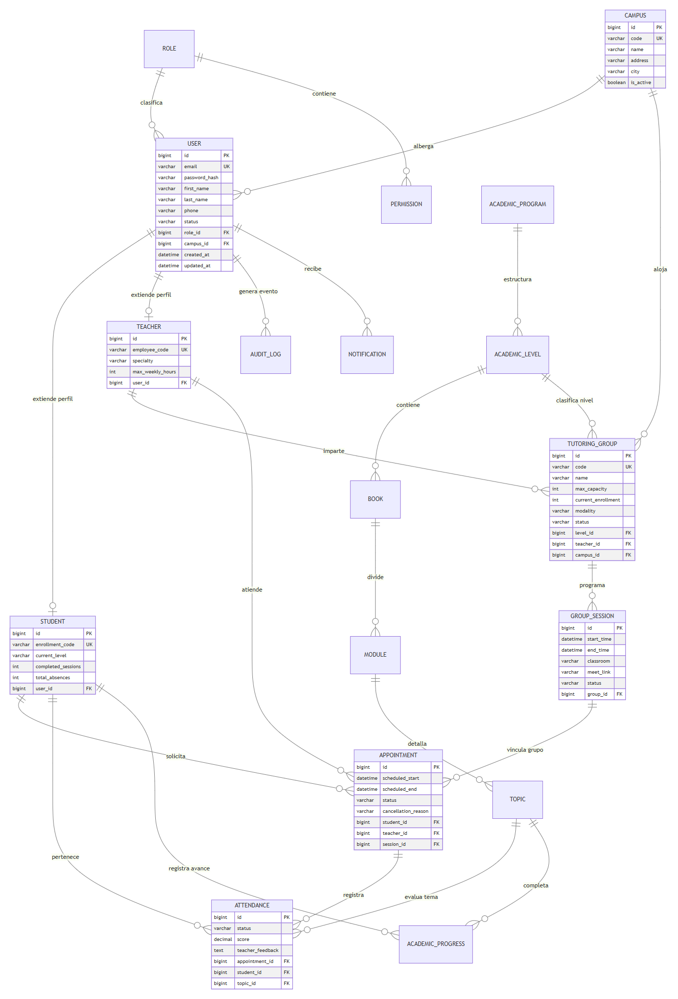 CAMPUS
bigint id PK
varchar code UK
varchar name
varchar address
varchar city
boolean is_active
ROLE
contiene
clasifica
alberga
USER
bigint id PK
varchar email UK
varchar password_hash
varchar first_name
varchar last_name
varchar phone
varchar status
bigint role_id FK
bigint campus_id FK
datetime created_at
datetime updated_at
PERMISSION
ACADEMIC_PROGRAM
recibe
aloja
estructura
genera evento
extiende perfil
TEACHER
bigint id PK
varchar employee_code UK
varchar specialty
int max_weekly_hours
bigint user_id FK
AUDIT_LOG
NOTIFICATION
ACADEMIC_LEVEL
extiende perfil
clasifica nivel
contiene
imparte
TUTORING_GROUP
bigint id PK
varchar code UK
varchar name
int max_capacity
int current_enrollment
varchar modality
varchar status
bigint level_id FK
bigint teacher_id FK
bigint campus_id FK
BOOK
divide
programa
atiende
STUDENT
bigint id PK
varchar enrollment_code UK
varchar current_level
int completed_sessions
int total_absences
bigint user_id FK
MODULE
GROUP_SESSION
bigint id PK
datetime start_time
datetime end_time
varchar classroom
varchar meet_link
varchar status
bigint group_id FK
detalla
vincula grupo
solicita
APPOINTMENT
bigint id PK
datetime scheduled_start
datetime scheduled_end
varchar status
varchar cancellation_reason
bigint student_id FK
bigint teacher_id FK
bigint session_id FK
TOPIC
pertenece
registra avance
completa
registra
evalua tema
ATTENDANCE
bigint id PK
varchar status
decimal score
text teacher_feedback
bigint appointment_id FK
bigint student_id FK
bigint topic_id FK
ACADEMIC_PROGRESS